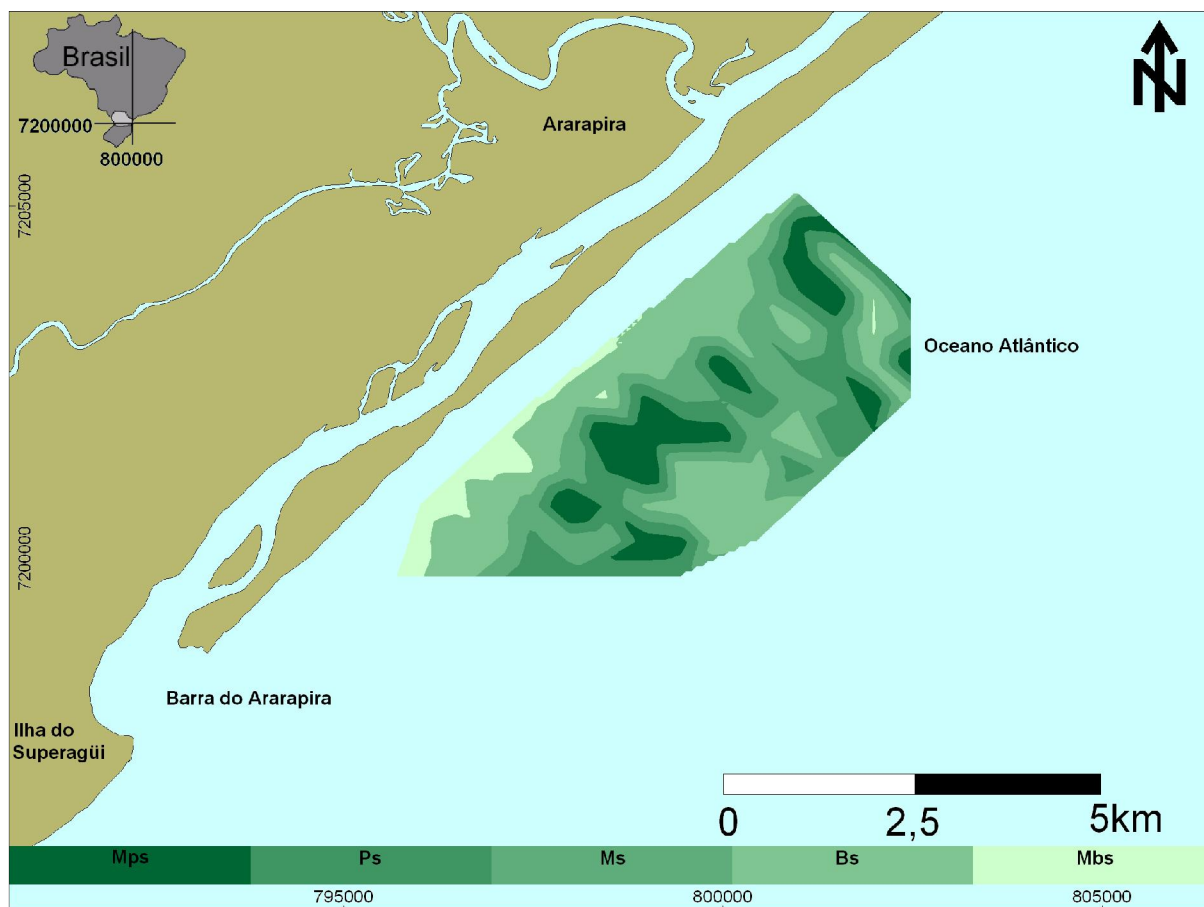 Brasil
7200000
800000
N
Ararapira
7205000
Oceano Atlântico
7200000
Barra do Ararapira
Ilha do
Superagüi
0 2,5 5km
Mps Ps Ms Bs Mbs
795000 800000 805000